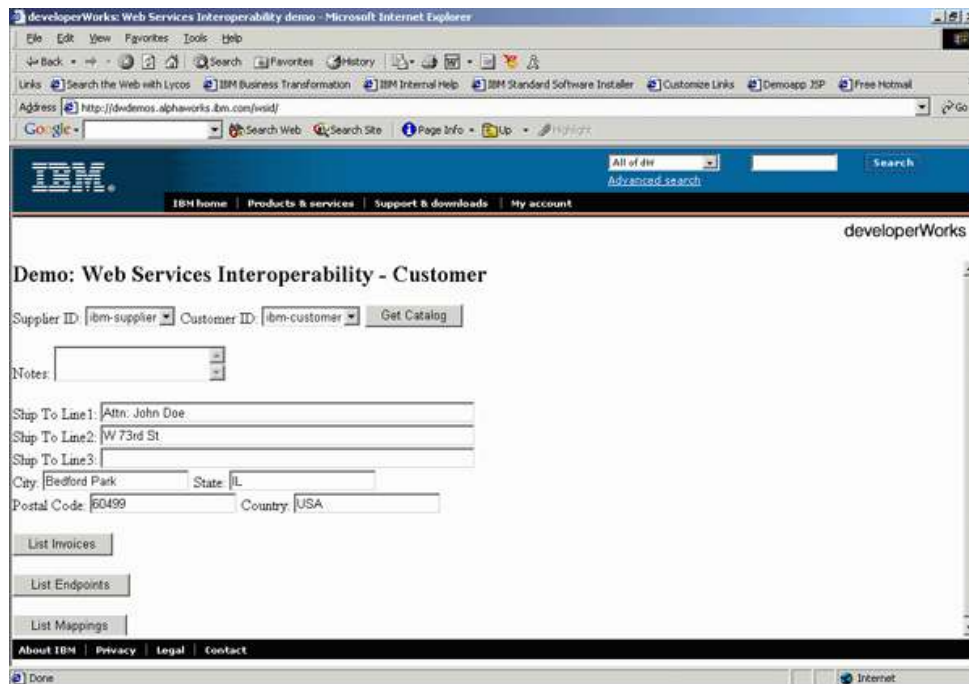 developerWorks: Web Services Interoperability demo - Microsoft Internet Explorer
File Edit View Favorites Tools Help
Back Search Favorites History
Links Search the Web with Lycos IBM Business Transformation IBM Internal Help IBM Standard Software Installer Customize Links Demoapp JSP Free Hotmail
Address http://dwdemos.alphaworks.ibm.com/wsid/ Go
Google Search Web Search Site Page Info Up Highlight
IBM. All of dW Search
Advanced search
IBM home | Products & services | Support & downloads | My account
developerWorks
Demo: Web Services Interoperability - Customer
Supplier ID: ibm-supplier Customer ID: ibm-customer Get Catalog
Notes:
Ship To Line1: Attn: John Doe
Ship To Line2: W 73rd St
Ship To Line3:
City: Bedford Park State: IL
Postal Code: 60499 Country: USA
List Invoices
List Endpoints
List Mappings
About IBM | Privacy | Legal | Contact
Done Internet